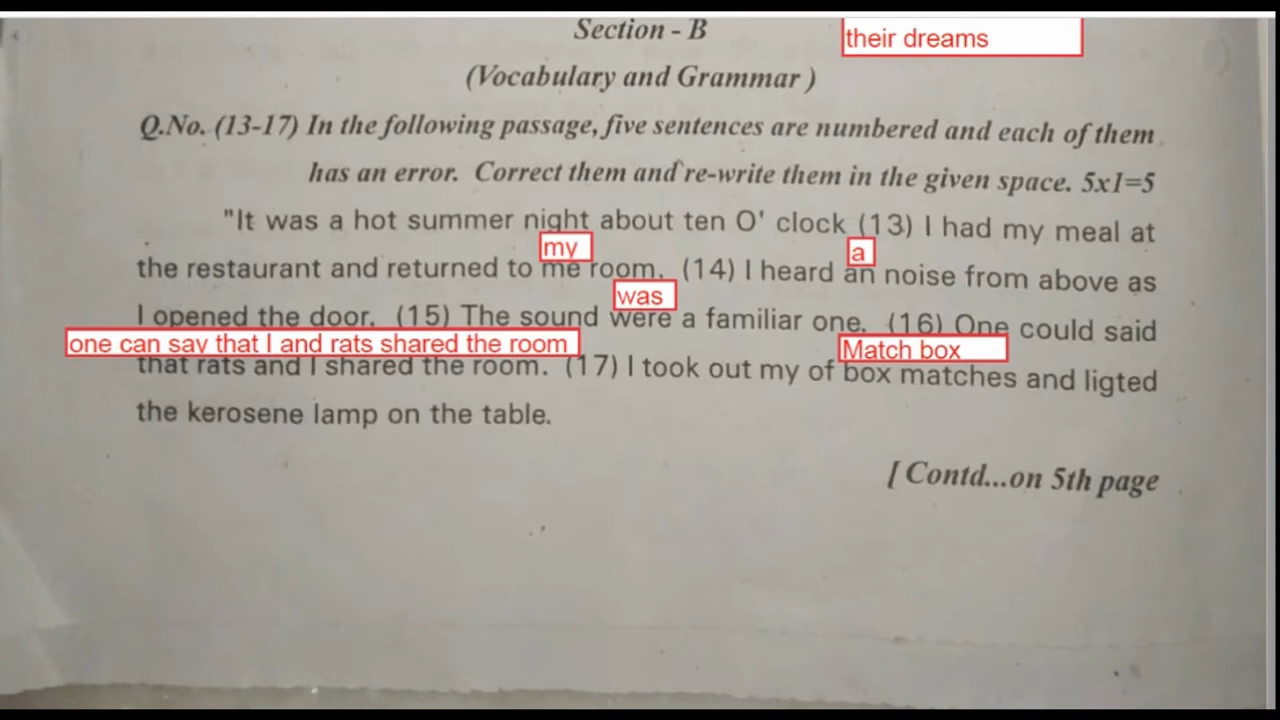 Section - B
their dreams
(Vocabulary and Grammar )
Q.No. (13-17) In the following passage, five sentences are numbered and each of them
has an error. Correct them and re-write them in the given space. 5x1=5
"It was a hot summer night about ten O' clock (13) I had my meal at
my
a
the restaurant and returned to me room. (14) I heard an noise from above as
was
I opened the door. (15) The sound were a familiar one. (16) One could said
one can say that I and rats shared the room
Match box
that rats and I shared the room. (17) I took out my of box matches and ligted
the kerosene lamp on the table.
[ Contd...on 5th page